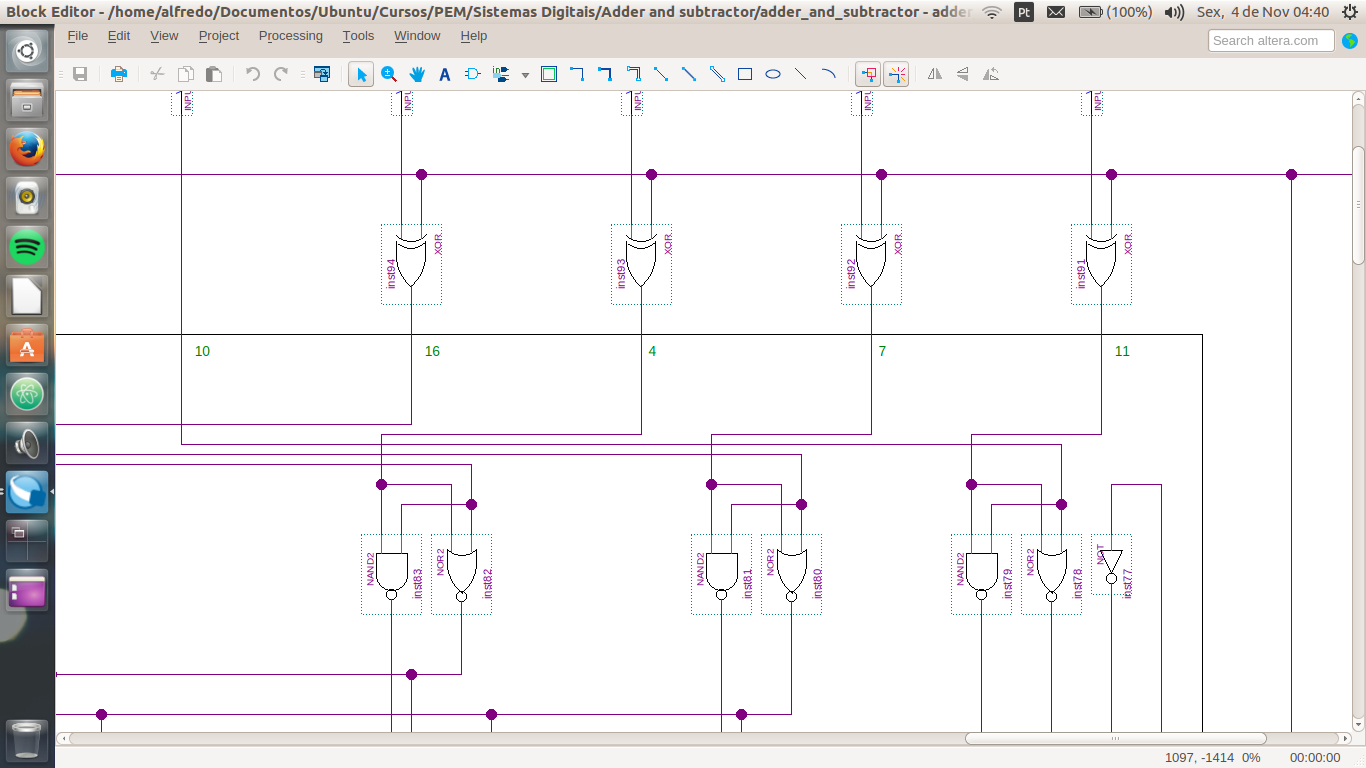 Block Editor - /home/alfredo/Documentos/Ubuntu/Cursos/PEM/Sistemas Digitais/Adder and subtractor/adder_and_subtractor - adder
Pt
(100%)
Sex, 4 de Nov 04:40
File Edit View Project Processing Tools Window Help
Search altera.com
INPU INPU INPU INPU INPU
XOR XOR XOR XOR
inst94 inst93 inst92 inst91
10 16 4 7 11
NAND2 NOR2 NAND2 NOR2 NAND2 NOR2 NOT
inst83 inst82 inst81 inst80 inst79 inst78 inst77
1097, -1414 0% 00:00:00